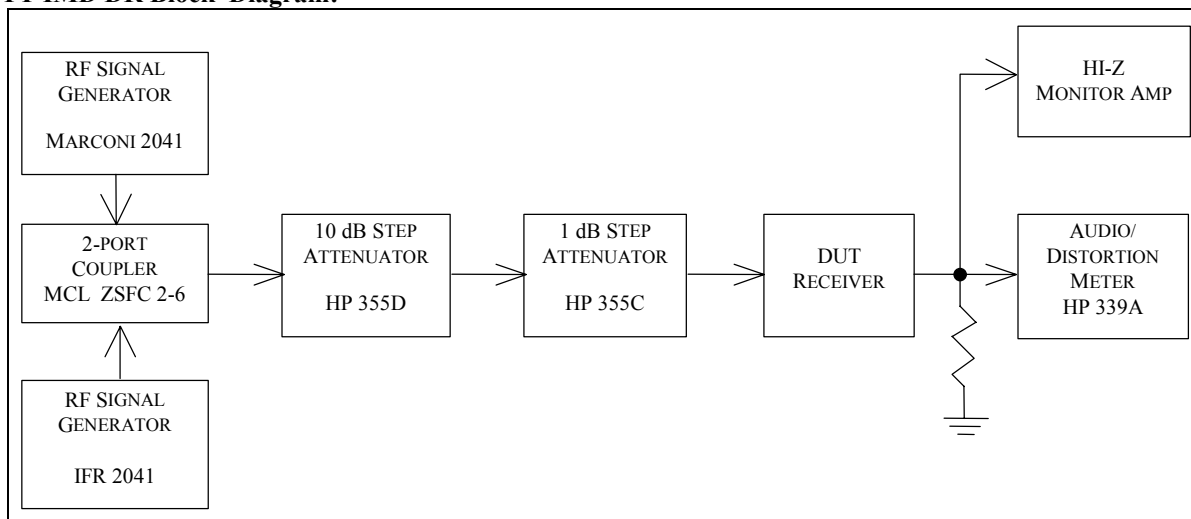 RF SIGNAL
GENERATOR
MARCONI 2041
2-PORT
COUPLER
MCL ZSFC 2-6
RF SIGNAL
GENERATOR
IFR 2041
10 dB STEP
ATTENUATOR
HP 355D
1 dB STEP
ATTENUATOR
HP 355C
DUT
RECEIVER
HI-Z
MONITOR AMP
AUDIO/
DISTORTION
METER
HP 339A